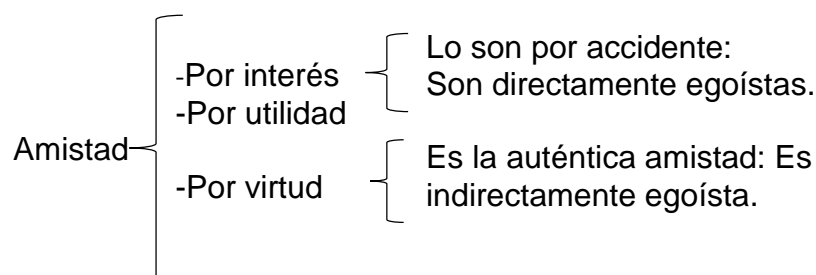 Amistad
-Por interés
-Por utilidad
Lo son por accidente:
Son directamente egoístas.
-Por virtud
Es la auténtica amistad: Es
indirectamente egoísta.